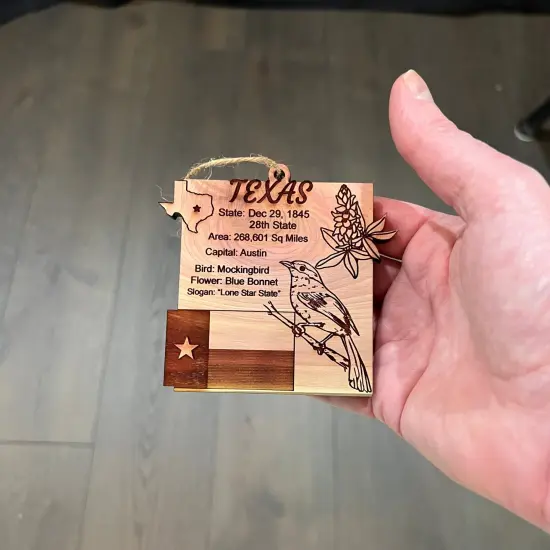 TEXAS
State: Dec 29, 1845
28th State
Area: 268,601 Sq Miles
Capital: Austin
Bird: Mockingbird
Flower: Blue Bonnet
Slogan: "Lone Star State"